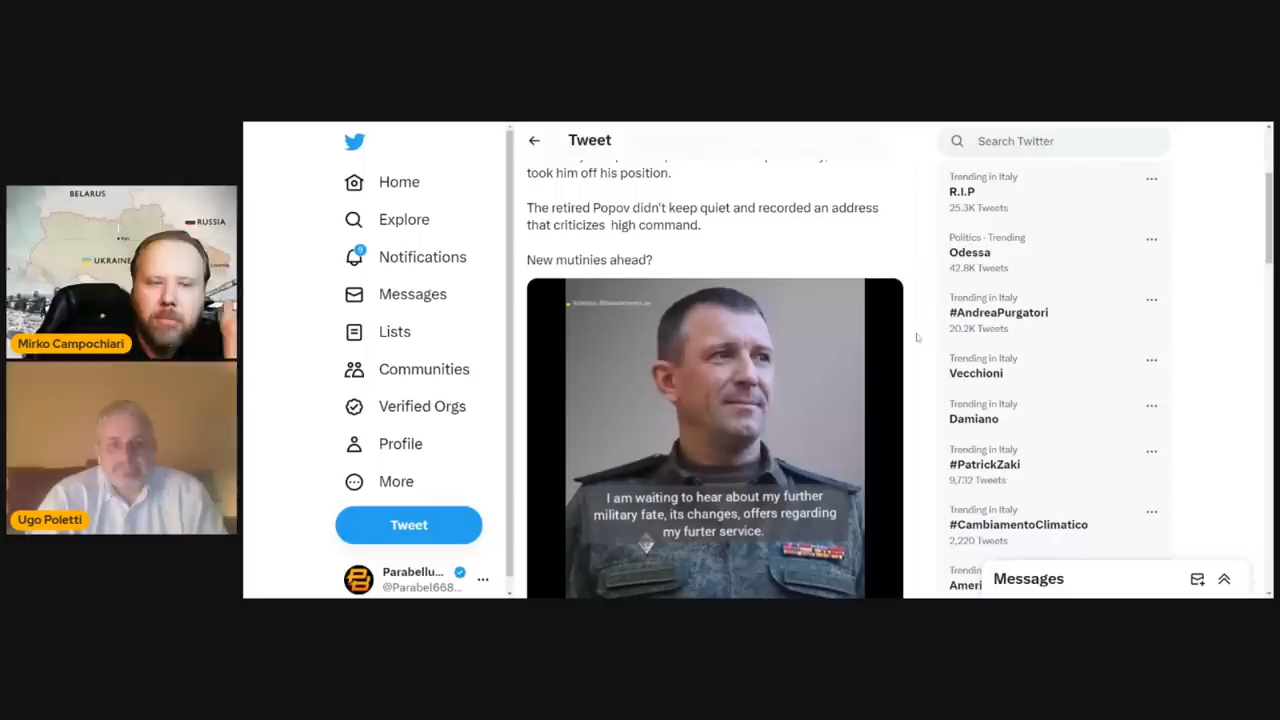 BELARUS
RUSSIA
UKRAINE
Mirko Campochiari
Ugo Poletti
Home
Explore
9
Notifications
Messages
Lists
Communities
Verified Orgs
Profile
More
Tweet
Parabellu...
@Parabel668...
Tweet
took him off his position.
The retired Popov didn't keep quiet and recorded an address
that criticizes high command.
New mutinies ahead?
I am waiting to hear about my further
military fate, its changes, offers regarding
my furter service.
Search Twitter
Trending in Italy
R.I.P
25.3K Tweets
Politics · Trending
Odessa
42.8K Tweets
Trending in Italy
#AndreaPurgatori
20.2K Tweets
Trending in Italy
Vecchioni
Trending in Italy
Damiano
Trending in Italy
#PatrickZaki
9,732 Tweets
Trending in Italy
#CambiamentoClimatico
2,220 Tweets
Messages